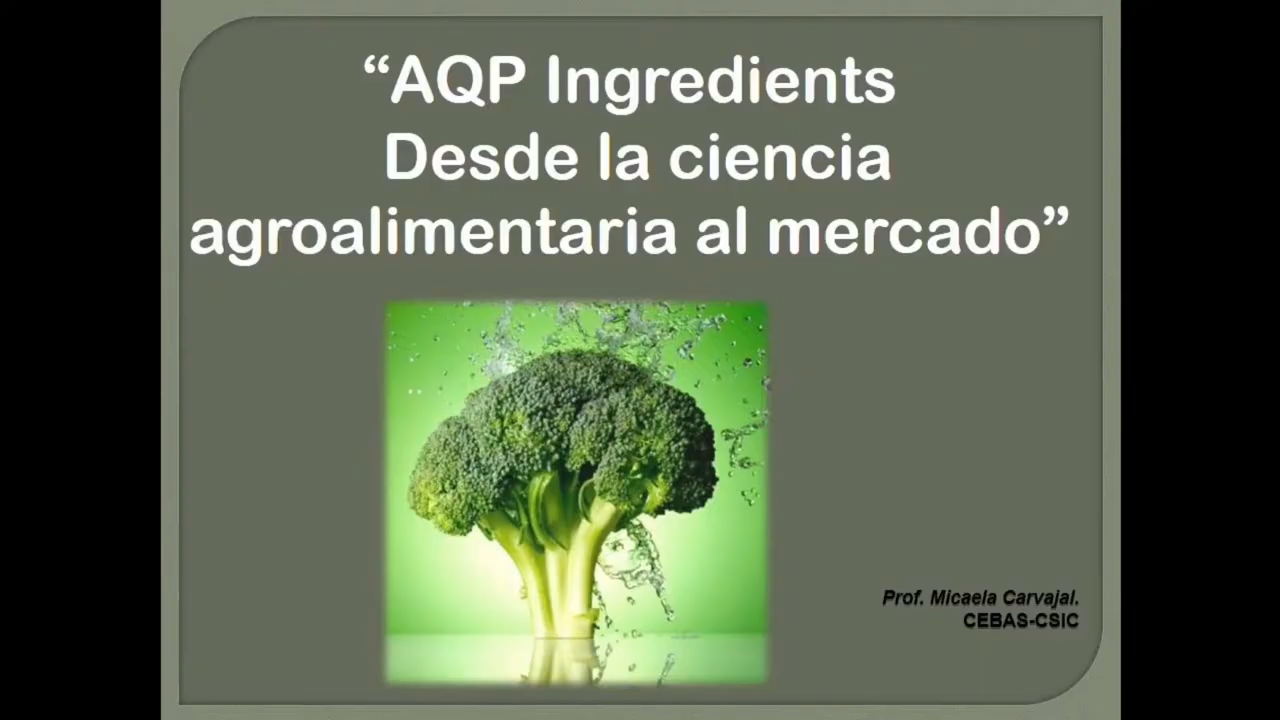 “AQP Ingredients
Desde la ciencia
agroalimentaria al mercado”
Prof. Micaela Carvajal.
CEBAS-CSIC